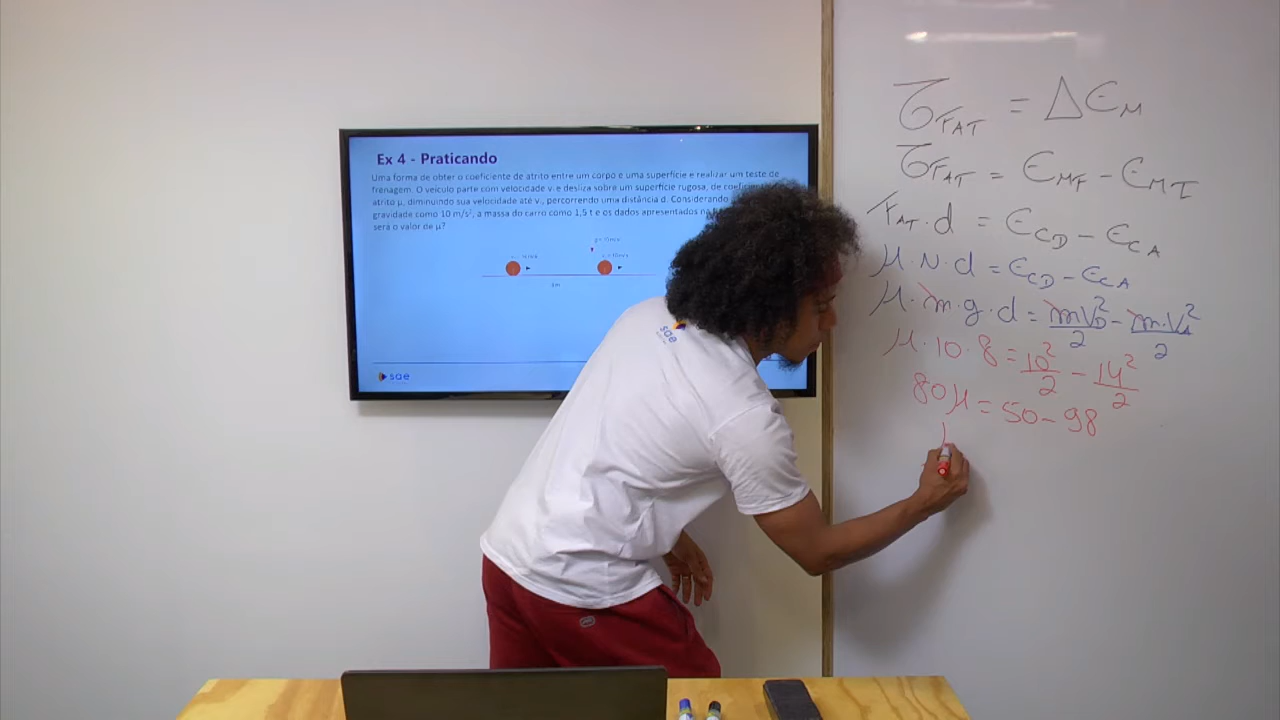 Ex 4 - Praticando
Uma forma de obter o coeficiente de atrito entre um corpo e uma superfície e realizar um teste de
frenagem. O veículo parte com velocidade v e desliza sobre um superfície rugosa, de coeficiente
atrito μ, diminuindo sua velocidade até v, percorrendo uma distância d. Considerando
gravidade como 10 m/s², a massa do carro como 1,5 t e os dados apresentados na
será o valor de μ?
sae
sae
τFAT = ΔEM
τFAT = EMF - EMI
FAT.d = ECD - ECA
μ.N.d = ECD - ECA
μ.m.g.d = mVD²/2 - m.VA²/2
μ.10.8 = 10²/2 - 14²/2
80μ = 50 - 98